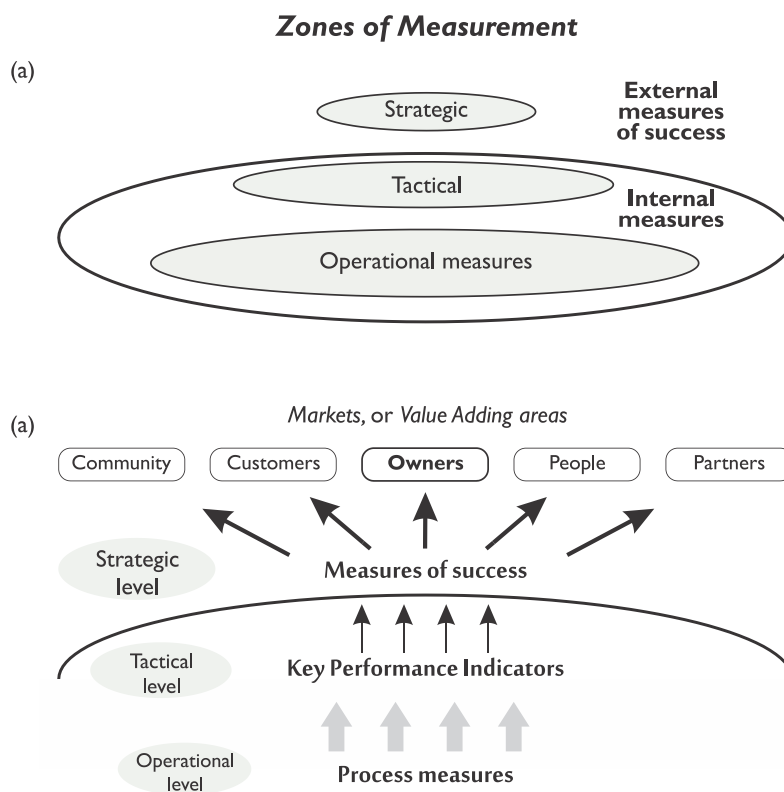 Zones of Measurement
(a)
Strategic
External
measures
of success
Tactical
Internal
measures
Operational measures
(a)
Markets, or Value Adding areas
Community
Customers
Owners
People
Partners
Strategic
level
Measures of success
Tactical
level
Key Performance Indicators
Operational
level
Process measures